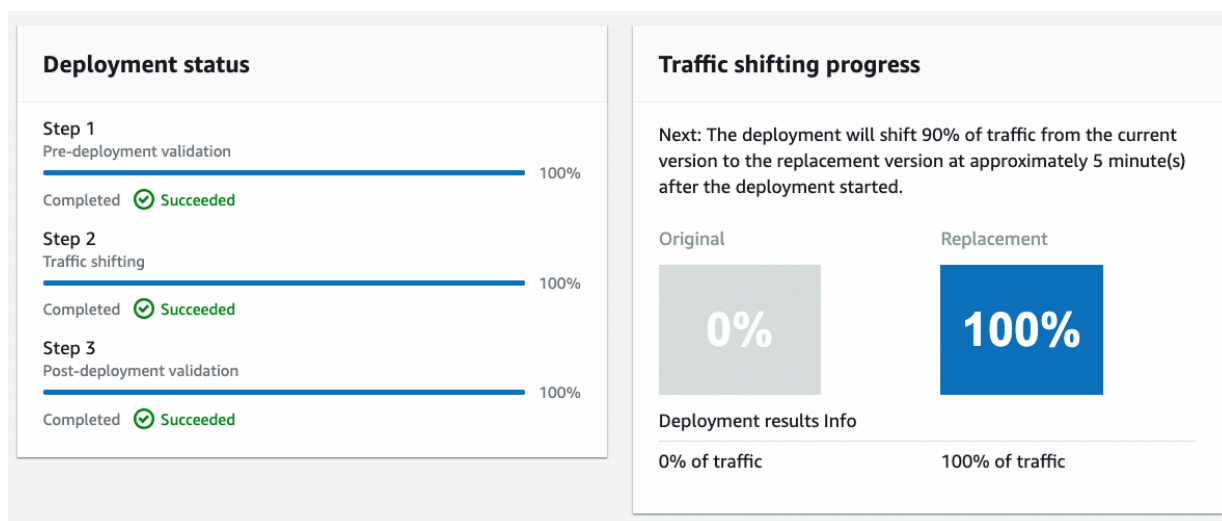 Deployment status
Step 1
Pre-deployment validation
100%
Completed Succeeded
Step 2
Traffic shifting
100%
Completed Succeeded
Step 3
Post-deployment validation
100%
Completed Succeeded
Traffic shifting progress
Next: The deployment will shift 90% of traffic from the current
version to the replacement version at approximately 5 minute(s)
after the deployment started.
Original Replacement
0% 100%
Deployment results Info
0% of traffic 100% of traffic